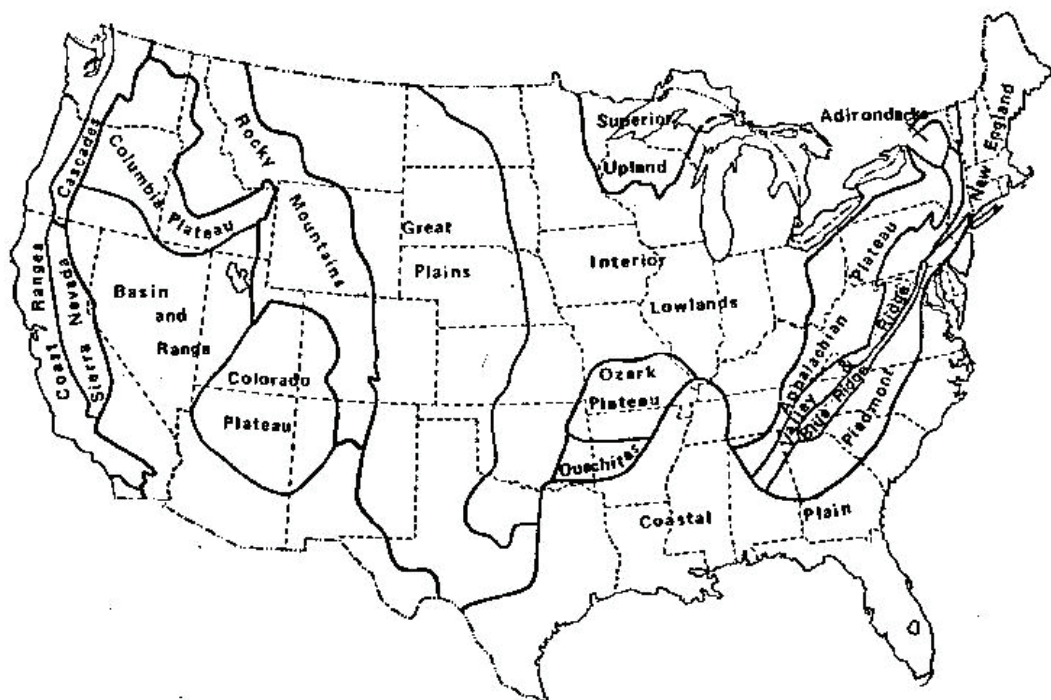 Superior
Upland
Adirondacks
New England
Cascades
Columbia Plateau
Rocky
Mountains
Great
Plains
Interior
Lowlands
Coast Ranges
Sierra Nevada
Basin
and
Range
Colorado
Plateau
Ozark
Plateau
Ouachitas
Appalachian
Plateau
Valley & Ridge
Blue Ridge
Piedmont
Coastal
Plain